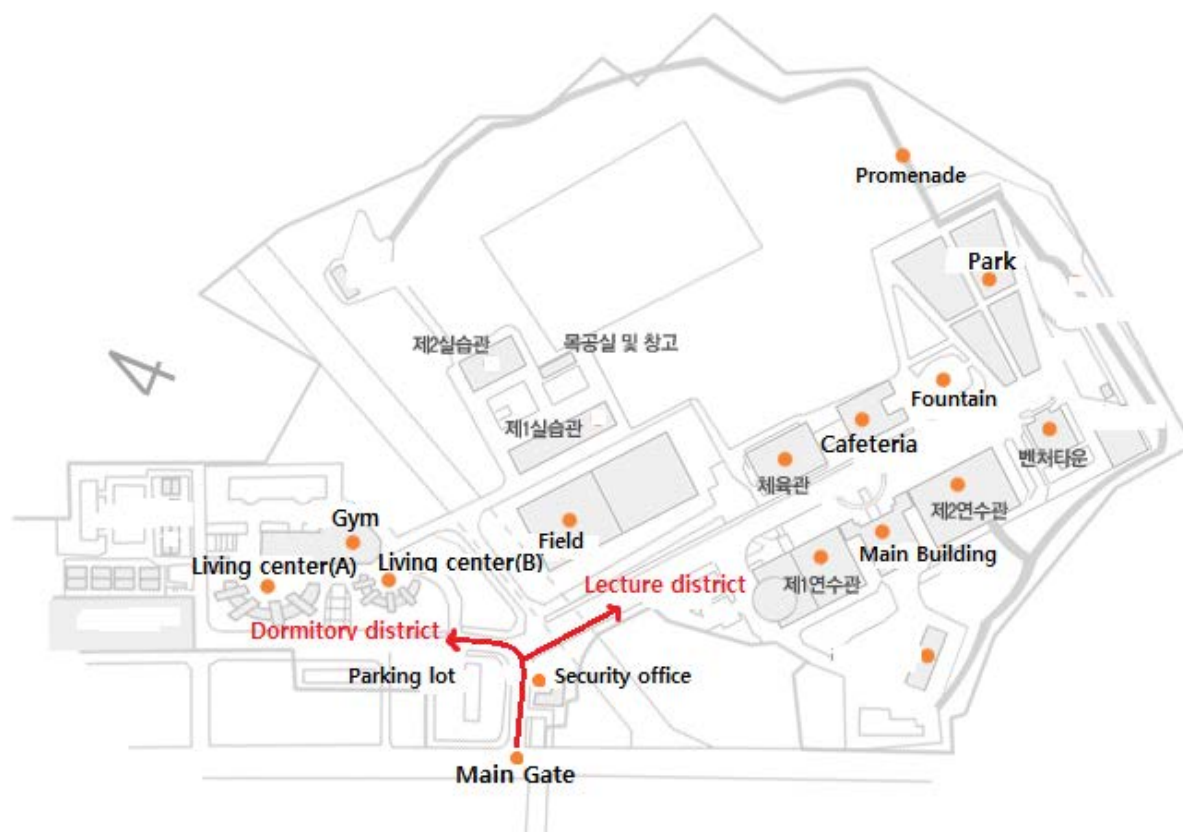 Promenade
Park
제2실습관
목공실 및 창고
Fountain
제1실습관
Cafeteria
벤처타운
체육관
제2연수관
Gym
Field
Main Building
Living center(A)
Living center(B)
제1연수관
Lecture district
Dormitory district
Parking lot
Security office
Main Gate